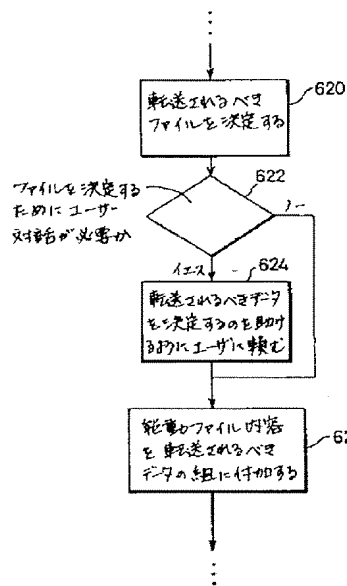 転送されるべき
ファイルを決定する
620
622
ファイルを決定する
ためにユーザー
対話が必要か
ノー
イエス
624
転送されるべきデータ
を決定するのを助け
るようにユーザに頼む
能動ファイル内容
を転送されるべき
データの組に付加する
62